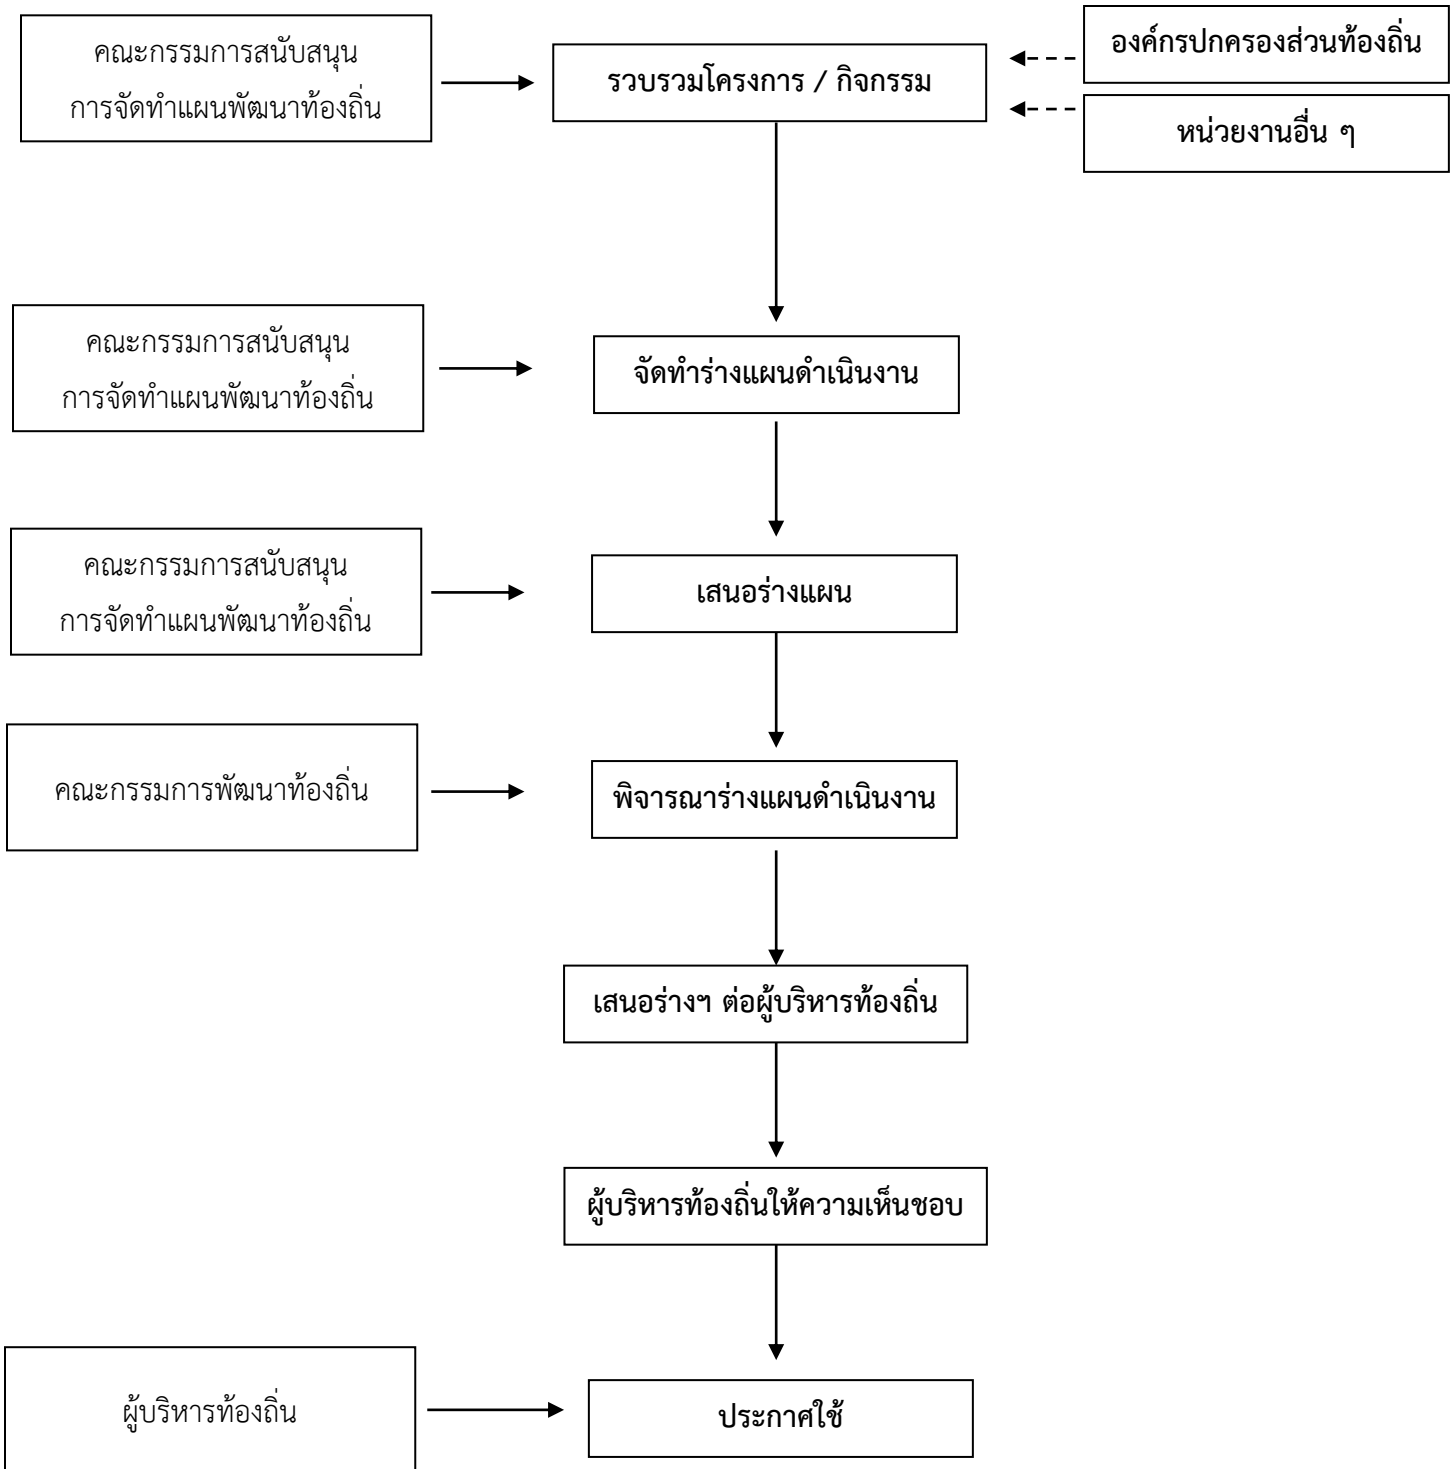 คณะกรรมการสนับสนุน
การจัดทำแผนพัฒนาท้องถิ่น
รวบรวมโครงการ / กิจกรรม
องค์กรปกครองส่วนท้องถิ่น
หน่วยงานอื่น ๆ
คณะกรรมการสนับสนุน
การจัดทำแผนพัฒนาท้องถิ่น
จัดทำร่างแผนดำเนินงาน
คณะกรรมการสนับสนุน
การจัดทำแผนพัฒนาท้องถิ่น
เสนอร่างแผน
คณะกรรมการพัฒนาท้องถิ่น
พิจารณาร่างแผนดำเนินงาน
เสนอร่างฯ ต่อผู้บริหารท้องถิ่น
ผู้บริหารท้องถิ่นให้ความเห็นชอบ
ผู้บริหารท้องถิ่น
ประกาศใช้